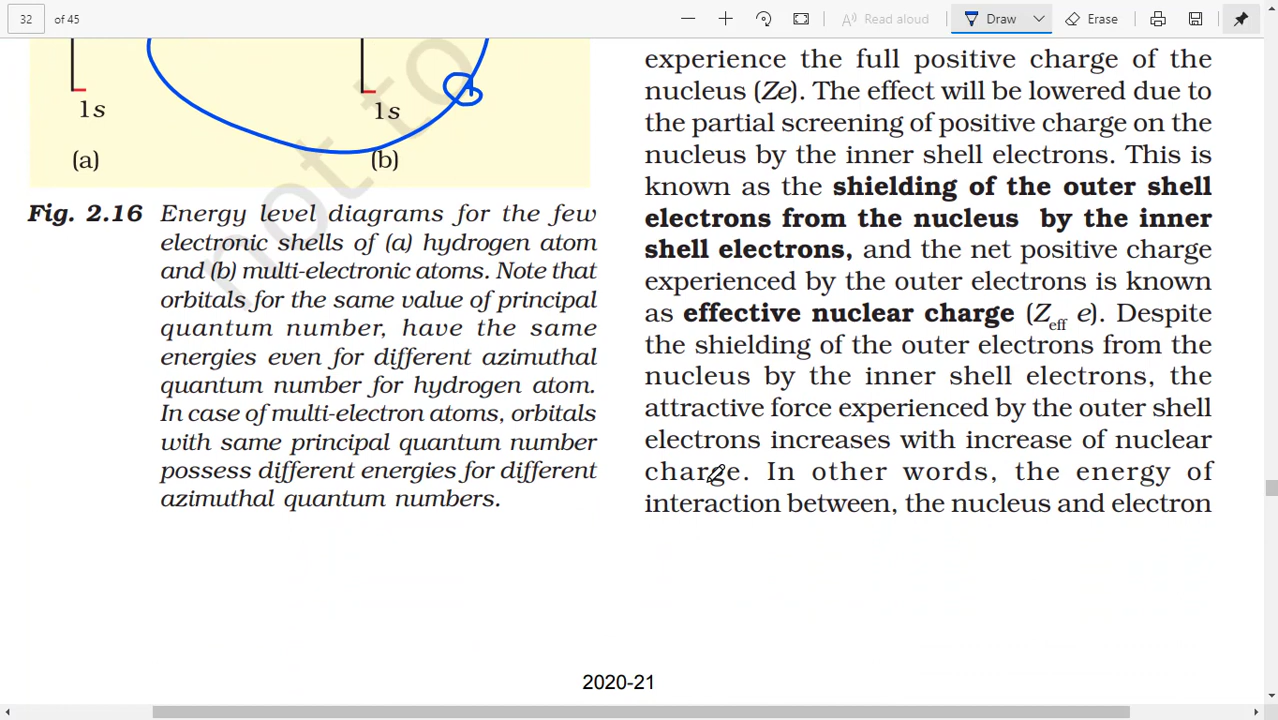 32 of 45 Read aloud Draw Erase
1s 1s
(a) (b)
not to
Fig. 2.16 Energy level diagrams for the few
electronic shells of (a) hydrogen atom
and (b) multi-electronic atoms. Note that
orbitals for the same value of principal
quantum number, have the same
energies even for different azimuthal
quantum number for hydrogen atom.
In case of multi-electron atoms, orbitals
with same principal quantum number
possess different energies for different
azimuthal quantum numbers.
experience the full positive charge of the
nucleus (Ze). The effect will be lowered due to
the partial screening of positive charge on the
nucleus by the inner shell electrons. This is
known as the shielding of the outer shell
electrons from the nucleus by the inner
shell electrons, and the net positive charge
experienced by the outer electrons is known
as effective nuclear charge (Zeff e). Despite
the shielding of the outer electrons from the
nucleus by the inner shell electrons, the
attractive force experienced by the outer shell
electrons increases with increase of nuclear
charge. In other words, the energy of
interaction between, the nucleus and electron
2020-21